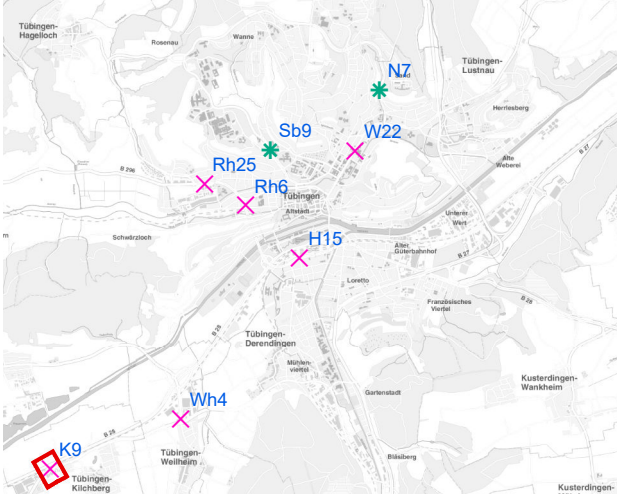 Tübingen-
Hagelloch
Rosenau
Wanne
Tübingen-
Lustnau
N7
Sand
Herrlesberg
Sb9
W22
B 27
Alte
Weberei
B 296
Rh25
Rh6
Tübingen
Altstadt
Unterer
Wert
Schwärzloch
H15
Alter
Güterbahnhof
B 27
Loretto
B 28
Französisches
Viertel
B 28
Tübingen-
Derendingen
Mühlen-
viertel
Kusterdingen-
Wankheim
Gartenstadt
Wh4
B 28
K9
Tübingen-
Weilheim
Bläsiberg
Tübingen-
Kilchberg
Kusterdingen-